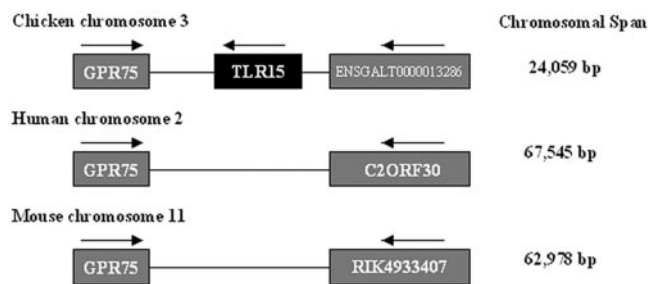 Chicken chromosome 3
Chromosomal Span
GPR75
TLR15
ENSGALT0000013286
24,059 bp
Human chromosome 2
GPR75
C2ORF30
67,545 bp
Mouse chromosome 11
GPR75
RIK4933407
62,978 bp